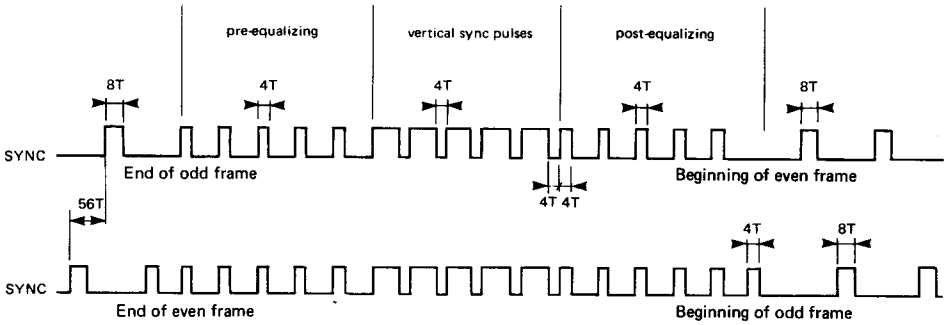 pre-equalizing vertical sync pulses post-equalizing
8T 4T 4T 4T 8T
SYNC
End of odd frame Beginning of even frame
4T 4T
56T
4T 8T
SYNC
End of even frame Beginning of odd frame